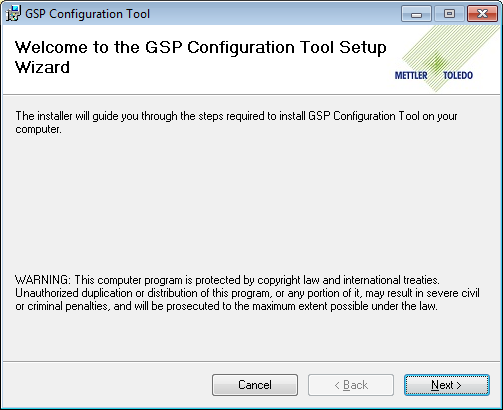 GSP Configuration Tool
Welcome to the GSP Configuration Tool Setup
Wizard
METTLER TOLEDO
The installer will guide you through the steps required to install GSP Configuration Tool on your
computer.
WARNING: This computer program is protected by copyright law and international treaties.
Unauthorized duplication or distribution of this program, or any portion of it, may result in severe civil
or criminal penalties, and will be prosecuted to the maximum extent possible under the law.
Cancel
< Back
Next >